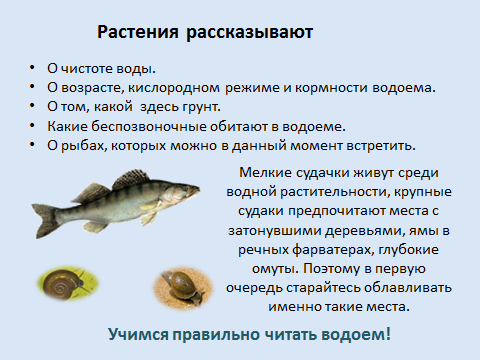 Растения рассказывают
• О чистоте воды.
• О возрасте, кислородном режиме и кормности водоема.
• О том, какой здесь грунт.
• Какие беспозвоночные обитают в водоеме.
• О рыбах, которых можно в данный момент встретить.
Мелкие судачки живут среди
водной растительности, крупные
судаки предпочитают места с
затонувшими деревьями, ямы в
речных фарватерах, глубокие
омуты. Поэтому в первую
очередь старайтесь облавливать
именно такие места.
Учимся правильно читать водоем!